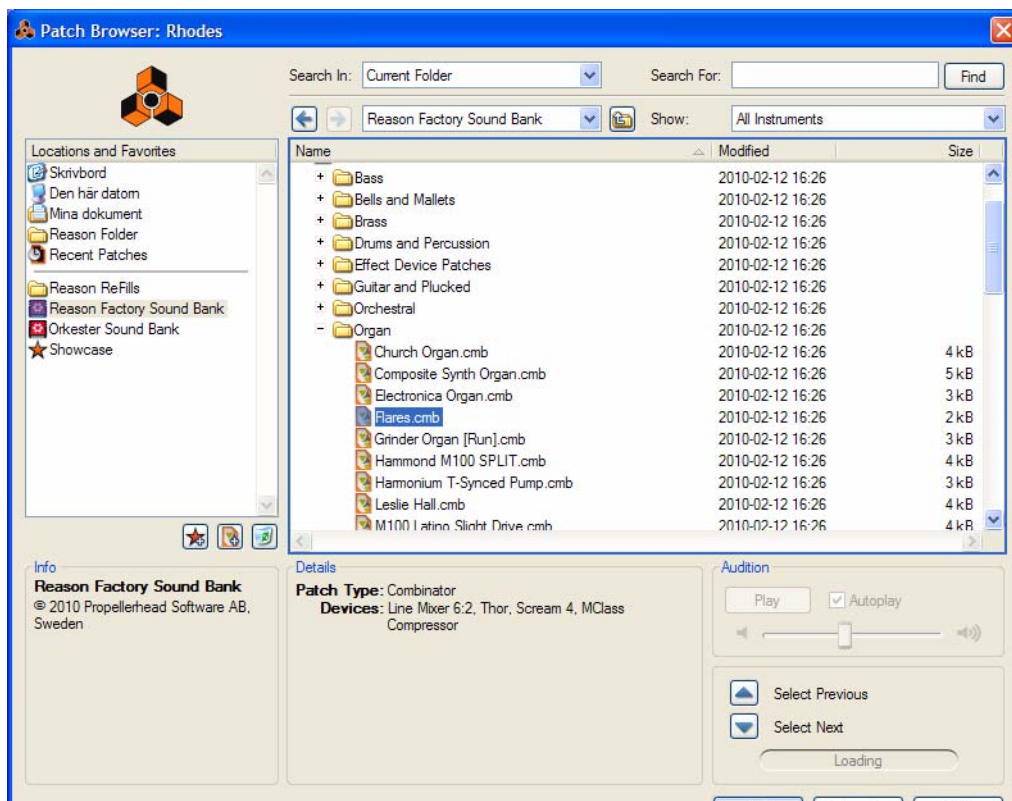 Patch Browser: Rhodes
Search In: Current Folder Search For: Find
Reason Factory Sound Bank Show: All Instruments
Locations and Favorites
Skrivbord
Den här datorn
Mina dokument
Reason Folder
Recent Patches
Reason ReFills
Reason Factory Sound Bank
Orkester Sound Bank
Showcase
Name Modified Size
Bass 2010-02-12 16:26
Bells and Mallets 2010-02-12 16:26
Brass 2010-02-12 16:26
Drums and Percussion 2010-02-12 16:26
Effect Device Patches 2010-02-12 16:26
Guitar and Plucked 2010-02-12 16:26
Orchestral 2010-02-12 16:26
Organ 2010-02-12 16:26
Church Organ.cmb 2010-02-12 16:26 4 kB
Composite Synth Organ.cmb 2010-02-12 16:26 5 kB
Electronica Organ.cmb 2010-02-12 16:26 3 kB
Flares.cmb 2010-02-12 16:26 2 kB
Grinder Organ [Run].cmb 2010-02-12 16:26 3 kB
Hammond M100 SPLIT.cmb 2010-02-12 16:26 4 kB
Harmonium T-Synced Pump.cmb 2010-02-12 16:26 3 kB
Leslie Hall.cmb 2010-02-12 16:26 4 kB
M100 Latino Slight Drive.cmb 2010-02-12 16:26 4 kB
Info
Reason Factory Sound Bank
© 2010 Propellerhead Software AB,
Sweden
Details
Patch Type: Combinator
Devices: Line Mixer 6:2, Thor, Scream 4, MClass
Compressor
Audition
Play Autoplay
Select Previous
Select Next
Loading